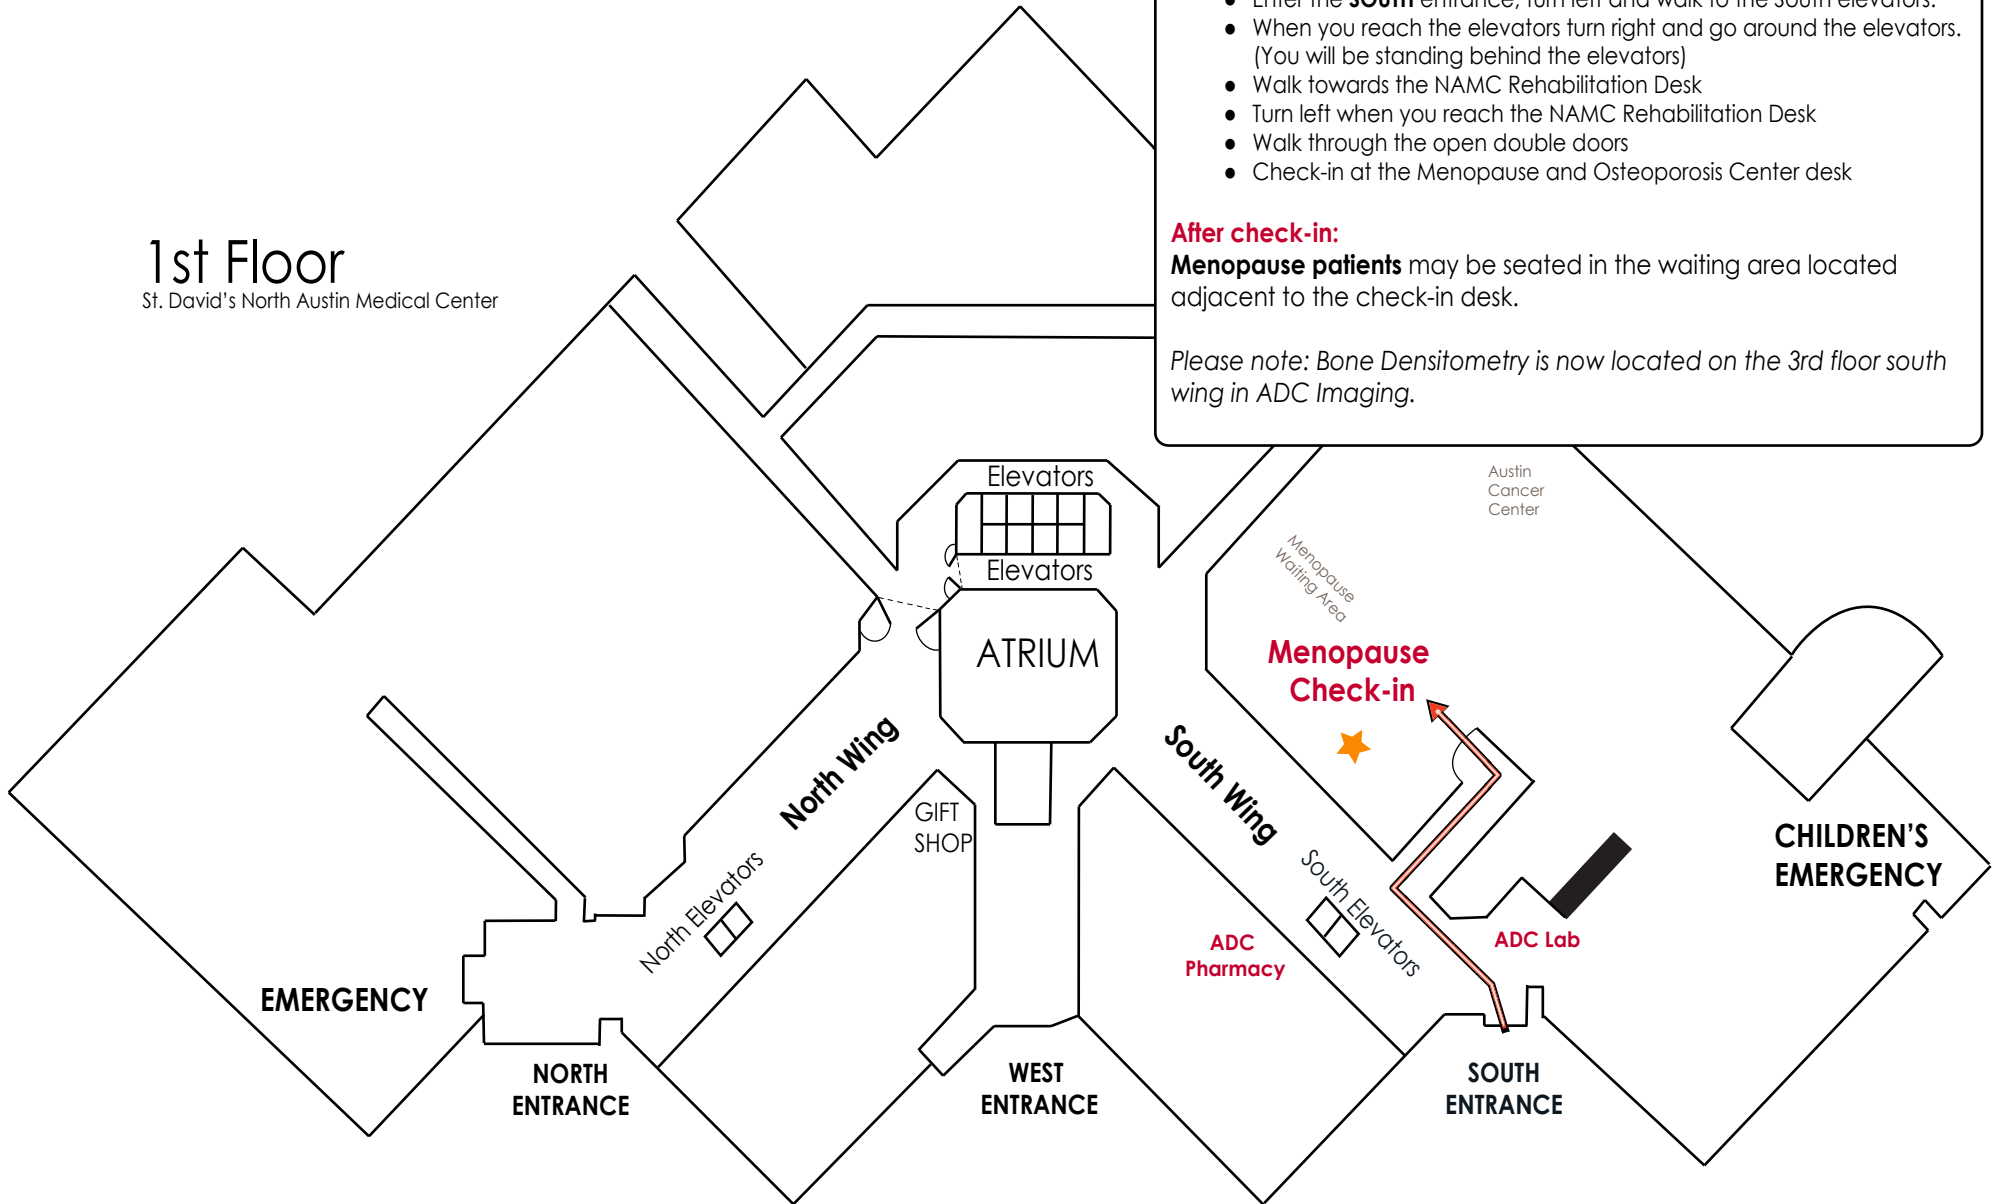 ● Enter the SOUTH entrance, turn left and walk to the South elevators.
● When you reach the elevators turn right and go around the elevators.
(You will be standing behind the elevators)
● Walk towards the NAMC Rehabilitation Desk
● Turn left when you reach the NAMC Rehabilitation Desk
● Walk through the open double doors
● Check-in at the Menopause and Osteoporosis Center desk
After check-in:
Menopause patients may be seated in the waiting area located
adjacent to the check-in desk.
Please note: Bone Densitometry is now located on the 3rd floor south
wing in ADC Imaging.
1st Floor
St. David's North Austin Medical Center
Elevators
Elevators
ATRIUM
Austin
Cancer
Center
Menopause
Waiting Area
Menopause
Check-in
North Wing
South Wing
GIFT
SHOP
North Elevators
South Elevators
CHILDREN'S
EMERGENCY
ADC
Pharmacy
ADC Lab
EMERGENCY
NORTH
ENTRANCE
WEST
ENTRANCE
SOUTH
ENTRANCE